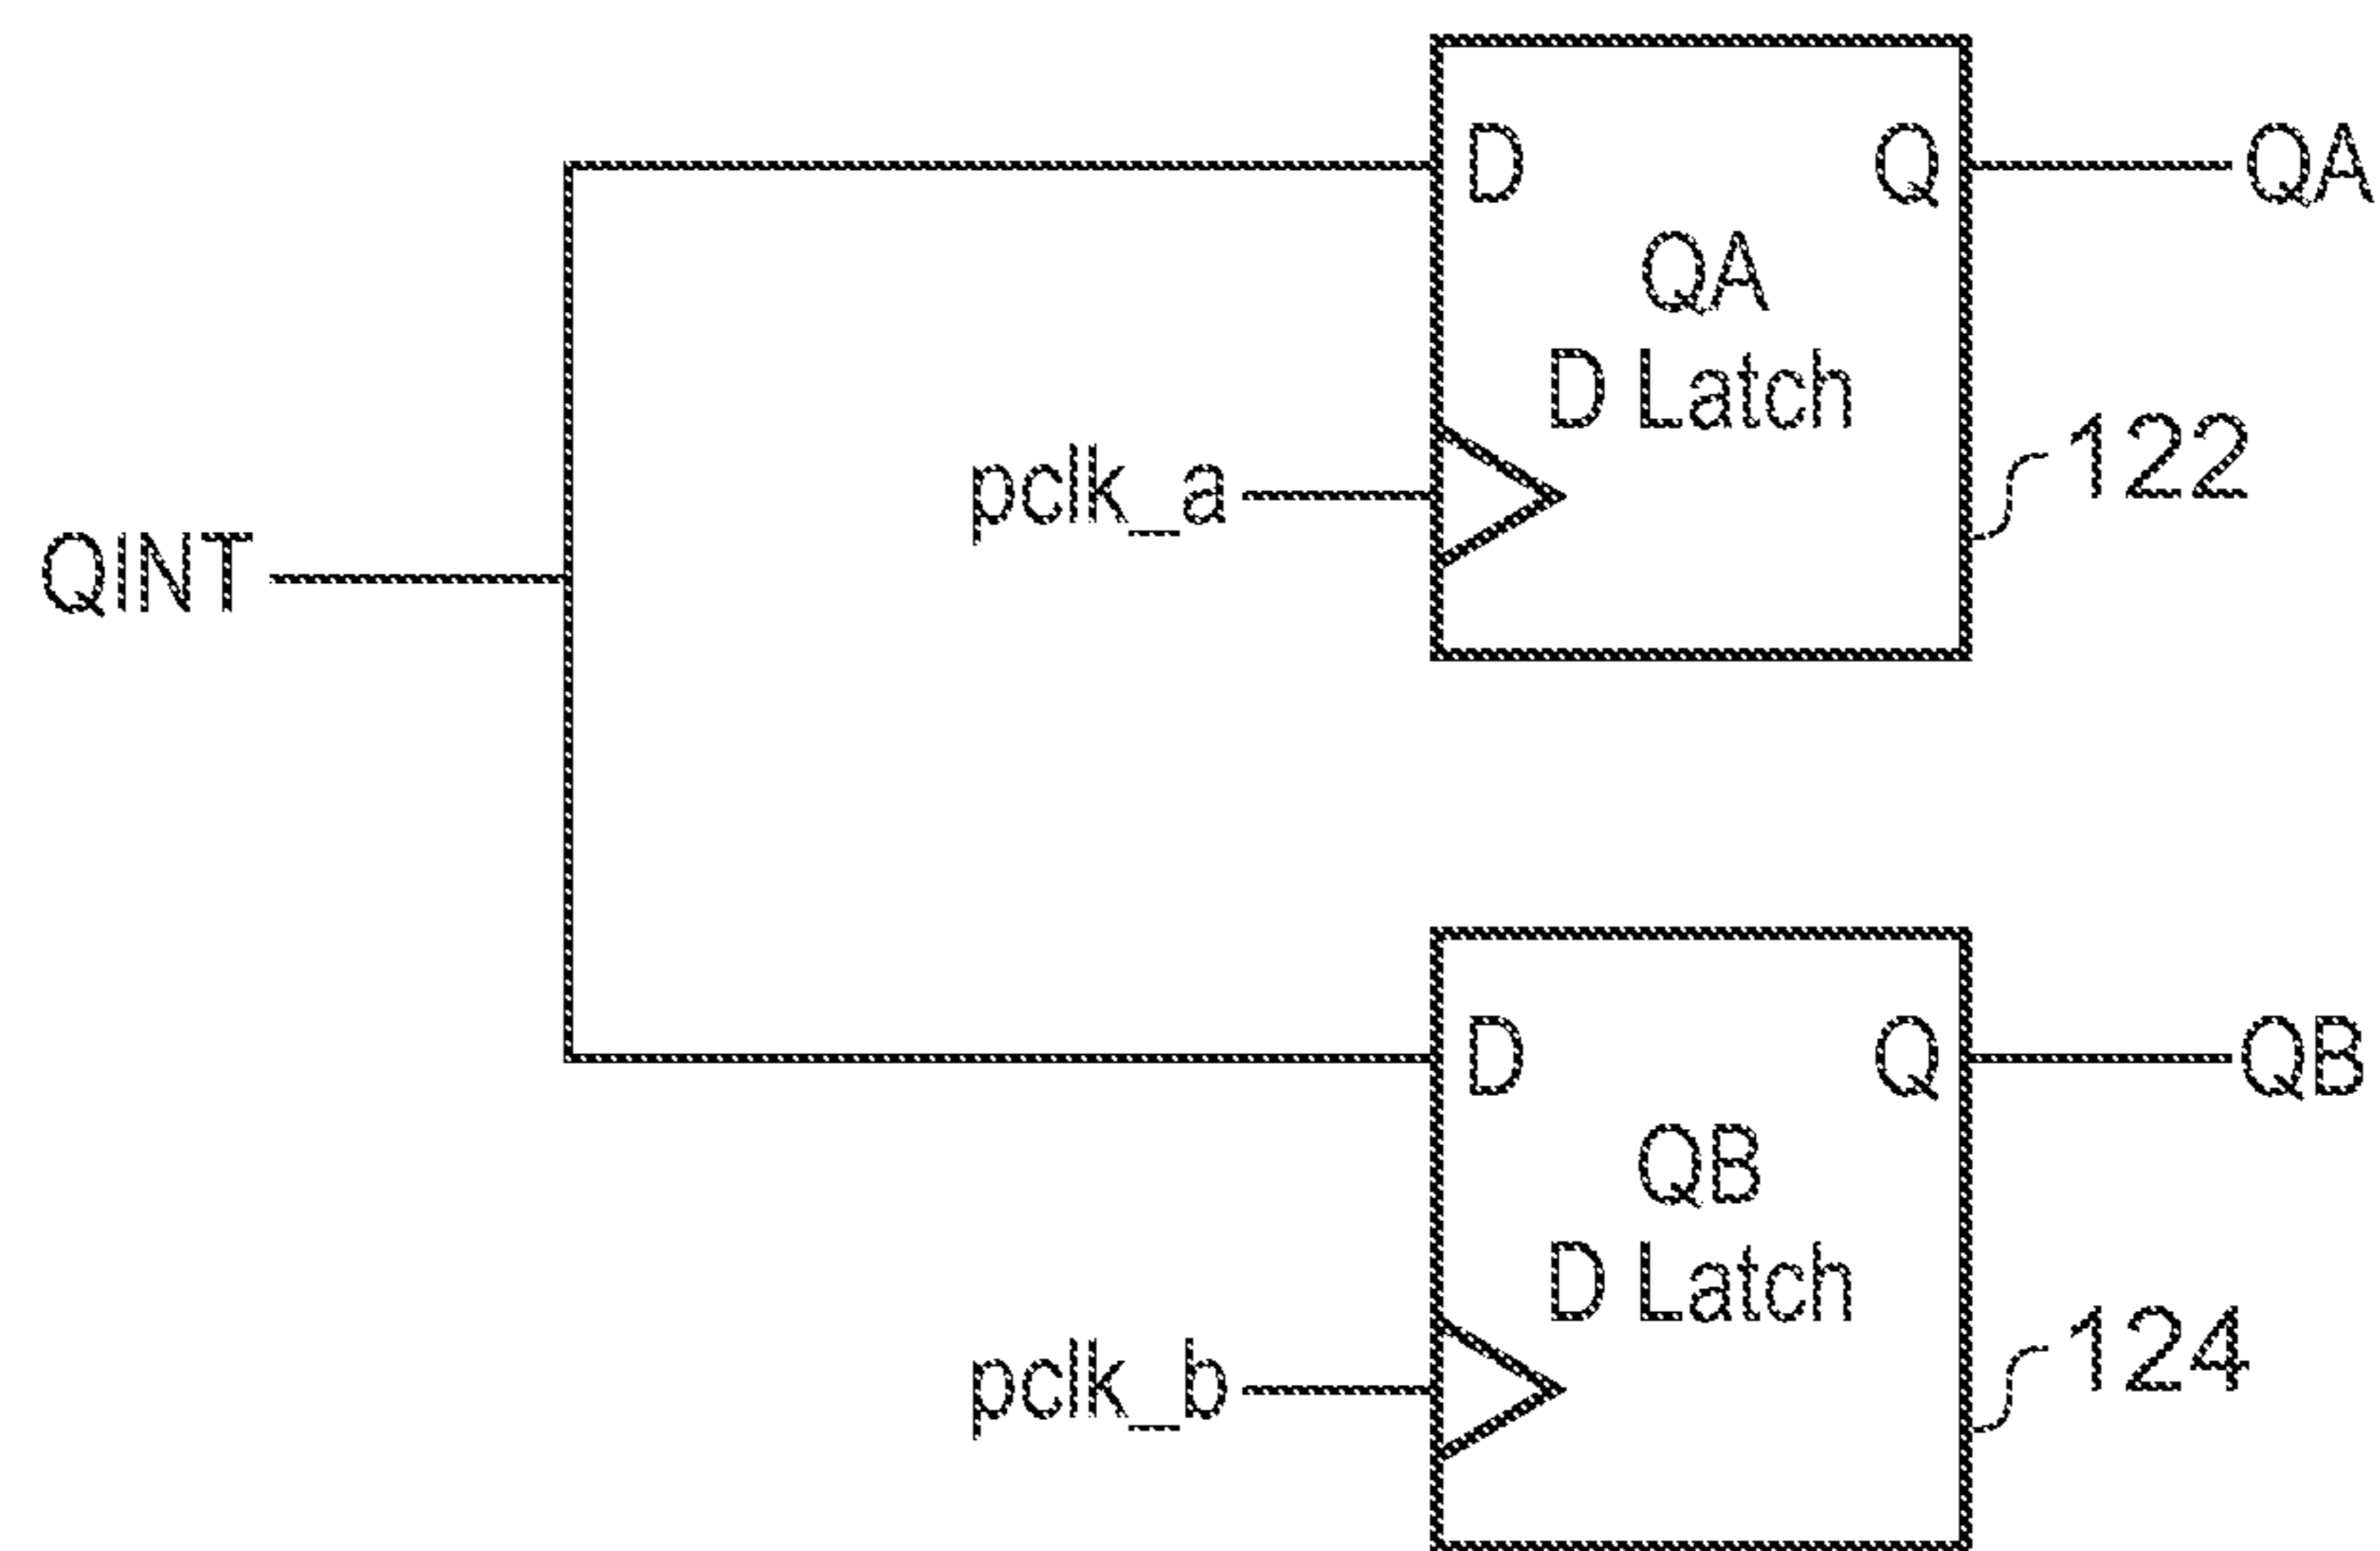 D
Q
QA
QA
D Latch
pclk_a
122
QINT
D
Q
QB
QB
D Latch
pclk_b
124